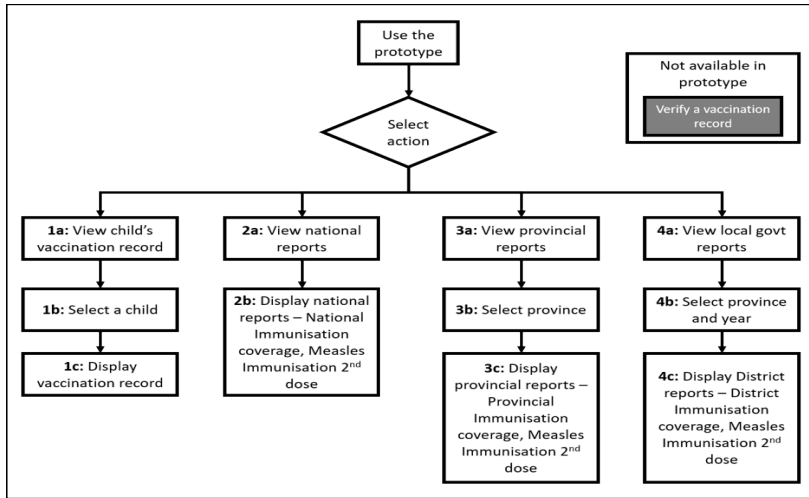 Use the
prototype
Not available in
prototype
Verify a vaccination
record
Select
action
1a: View child's
vaccination record
2a: View national
reports
3a: View provincial
reports
4a: View local govt
reports
1b: Select a child
2b: Display national
reports – National
Immunisation
coverage, Measles
Immunisation 2nd
dose
3b: Select province
4b: Select province
and year
1c: Display
vaccination record
3c: Display
provincial reports –
Provincial
Immunisation
coverage, Measles
Immunisation 2nd
dose
4c: Display District
reports – District
Immunisation
coverage, Measles
Immunisation 2nd
dose